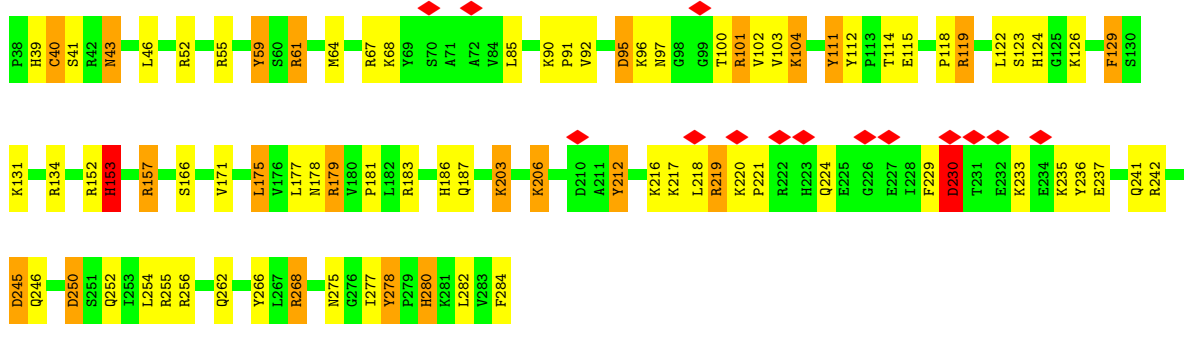 P38 H39 C40 S41 R42 N43 L46 R52 R55 Y59 S60 R61 M64 R67 K68 Y69 S70 A71 A72 V84 L85 K90 P91 V92 D95 K96 N97 G98 G99 T100 R101 V102 V103 K104 Y111 Y112 P113 T114 E115 P118 R119 L122 S123 H124 G125 K126 F129 S130
K131 R134 R152 H153 R157 S166 V171 L175 V176 L177 N178 R179 V180 P181 L182 R183 H186 Q187 K203 K206 D210 A211 Y212 K216 K217 L218 R219 K220 P221 R222 H223 Q224 E225 G226 E227 I228 F229 D230 T231 E232 K233 E234 K235 Y236 E237 Q241 R242
D245 Q246 D250 S251 Q252 I253 L254 R255 R256 Q262 Y266 L267 R268 N275 G276 I277 Y278 P279 H280 K281 L282 V283 F284